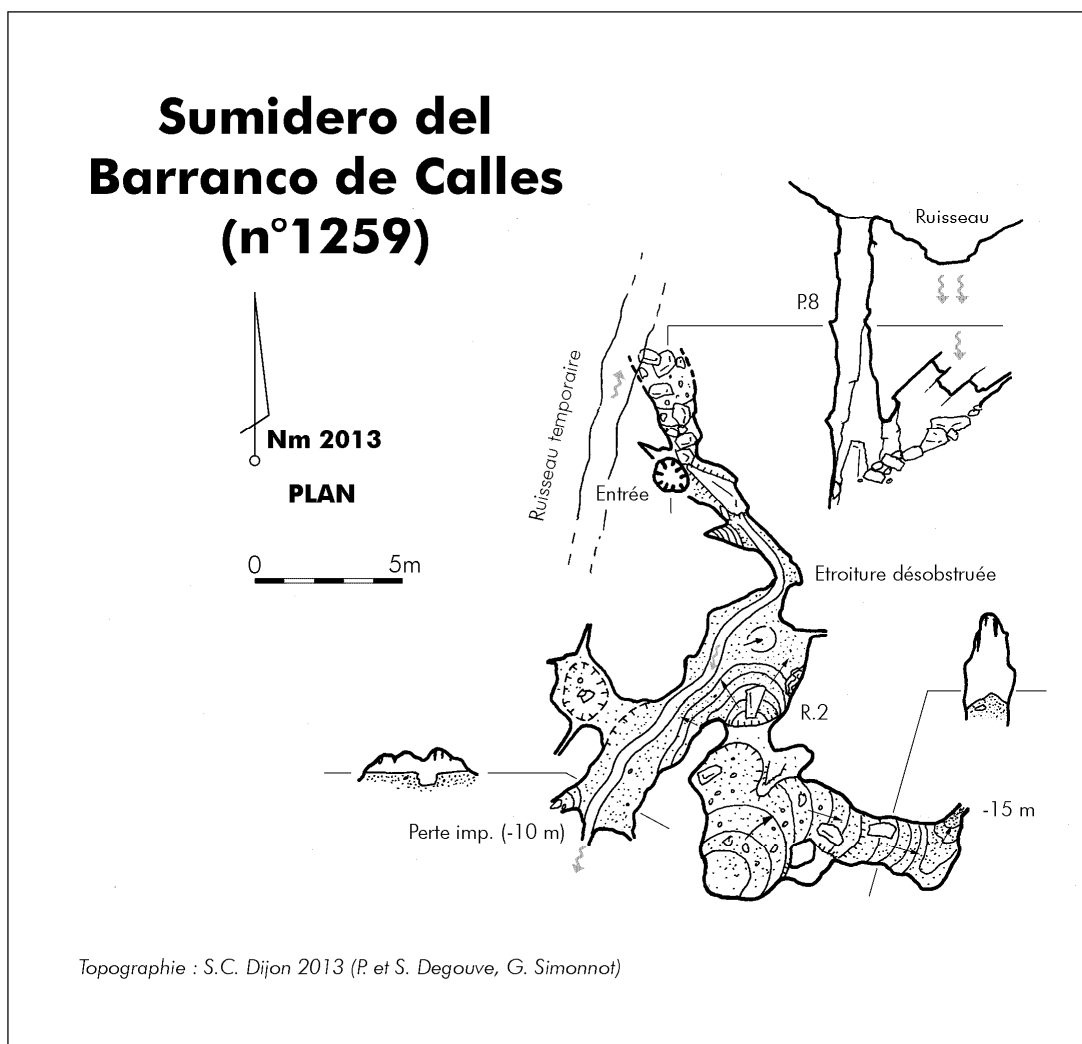 Sumidero del
Barranco de Calles
(n°1259)
Ruisseau
P.8
Ruisseau temporaire
Nm 2013
PLAN
Entrée
0 5m
Etroiture désobstruée
R.2
-15 m
Perte imp. (-10 m)
Topographie : S.C. Dijon 2013 (P. et S. Degouve, G. Simonnot)